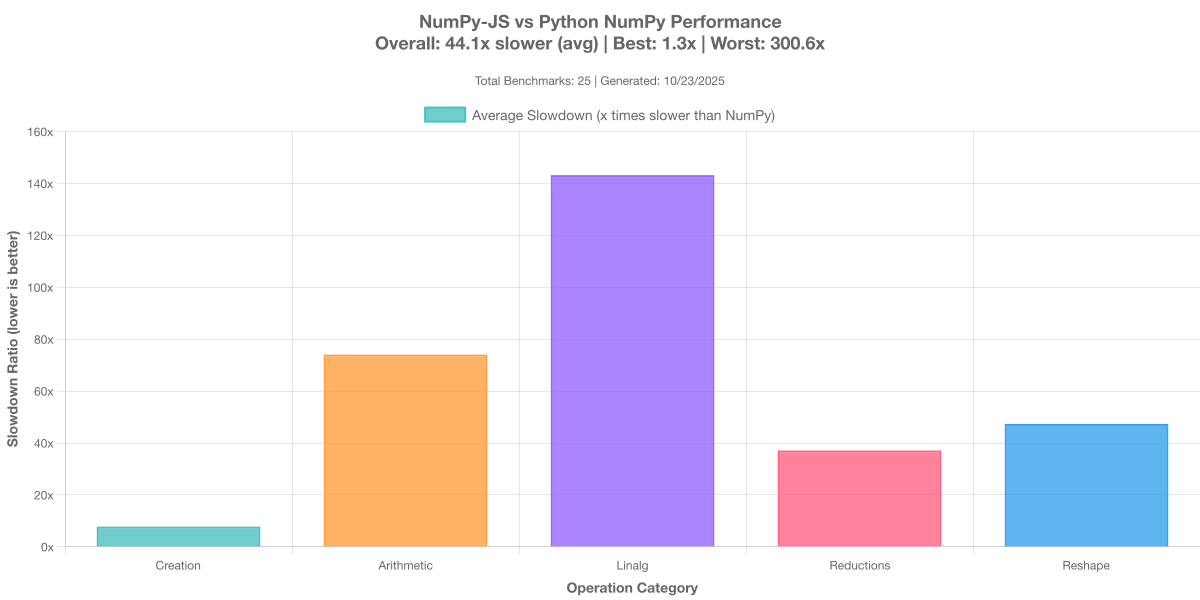 NumPy-JS vs Python NumPy Performance
Overall: 44.1x slower (avg) | Best: 1.3x | Worst: 300.6x
Total Benchmarks: 25 | Generated: 10/23/2025
Average Slowdown (x times slower than NumPy)
Slowdown Ratio (lower is better)
160x
140x
120x
100x
80x
60x
40x
20x
0x
Creation Arithmetic Linalg Reductions Reshape
Operation Category